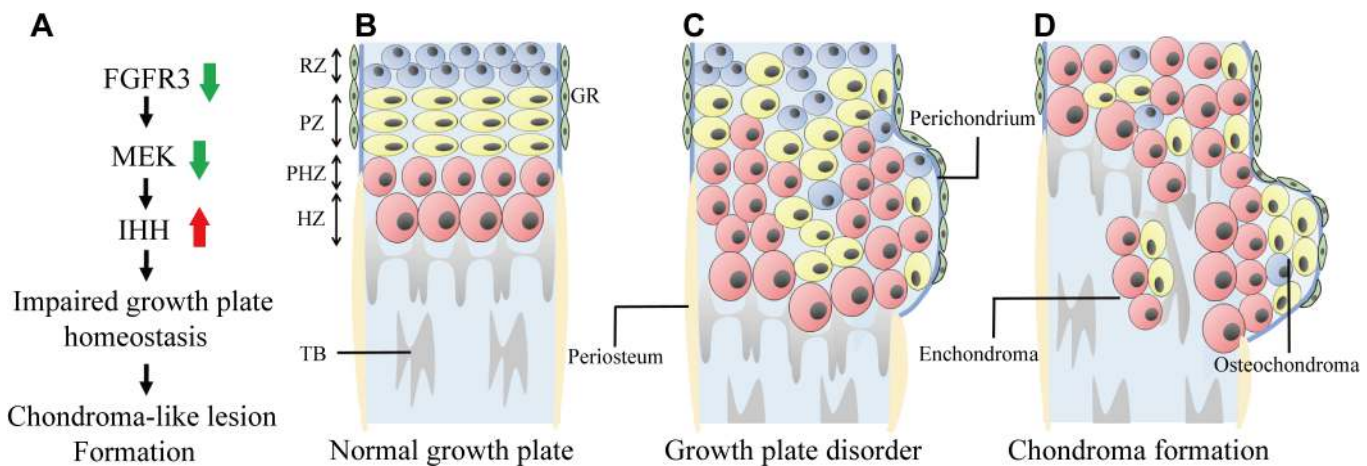 A
FGFR3
MEK
IHH
Impaired growth plate
homeostasis
Chondroma-like lesion
Formation
B
RZ
PZ
PHZ
HZ
TB
GR
Normal growth plate
C
Perichondrium
Periosteum
Growth plate disorder
D
Enchondroma
Osteochondroma
Chondroma formation